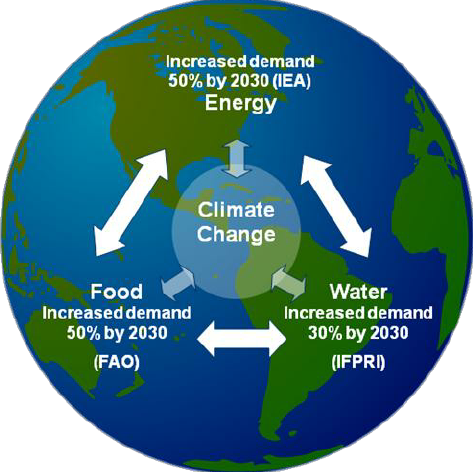 Increased demand
50% by 2030 (IEA)
Energy
Climate
Change
Food
Increased demand
50% by 2030
(FAO)
Water
Increased demand
30% by 2030
(IFPRI)